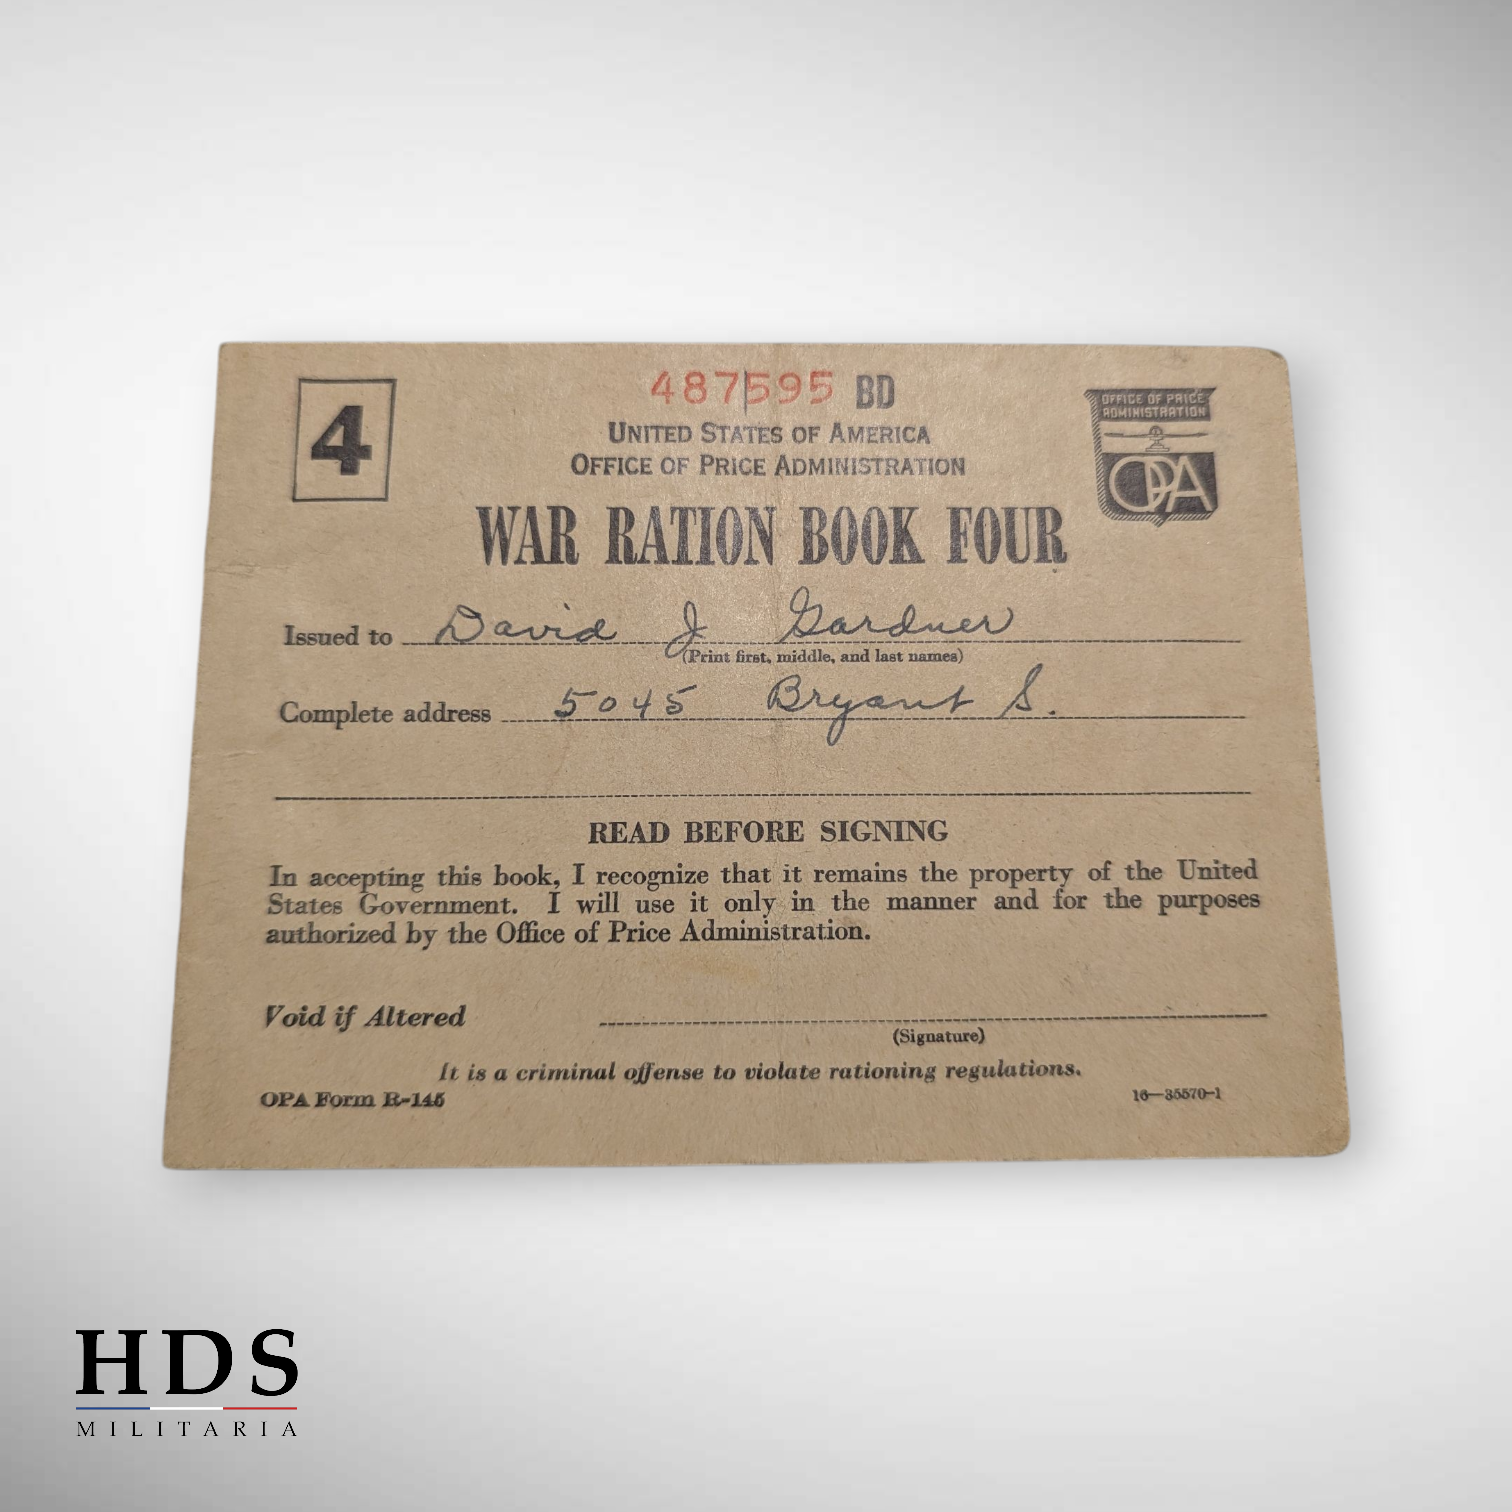 4
487595 BD
OFFICE OF PRICE
ADMINISTRATION
OPA
UNITED STATES OF AMERICA
OFFICE OF PRICE ADMINISTRATION
WAR RATION BOOK FOUR
Issued to David J Gardner
(Print first, middle, and last names)
Complete address 5045 Bryant S.
READ BEFORE SIGNING
In accepting this book, I recognize that it remains the property of the United
States Government. I will use it only in the manner and for the purposes
authorized by the Office of Price Administration.
Void if Altered
(Signature)
It is a criminal offense to violate rationing regulations.
OPA Form R-145
16—35570-1
HDS
MILITARIA